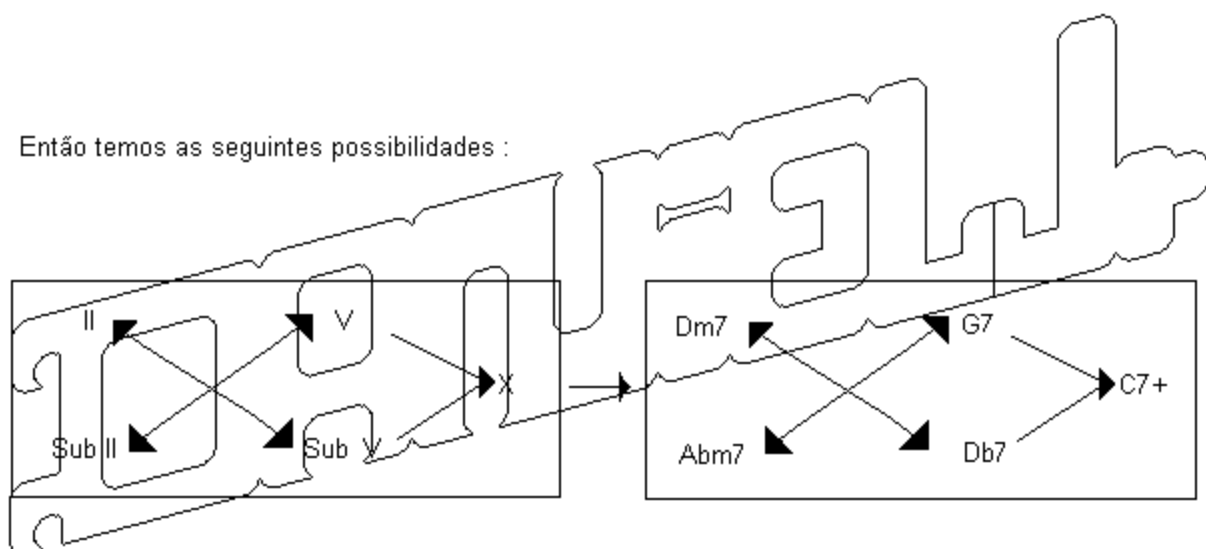 Então temos as seguintes possibilidades :
II V Dm7 G7
X C7+
Sub II Sub V Abm7 Db7